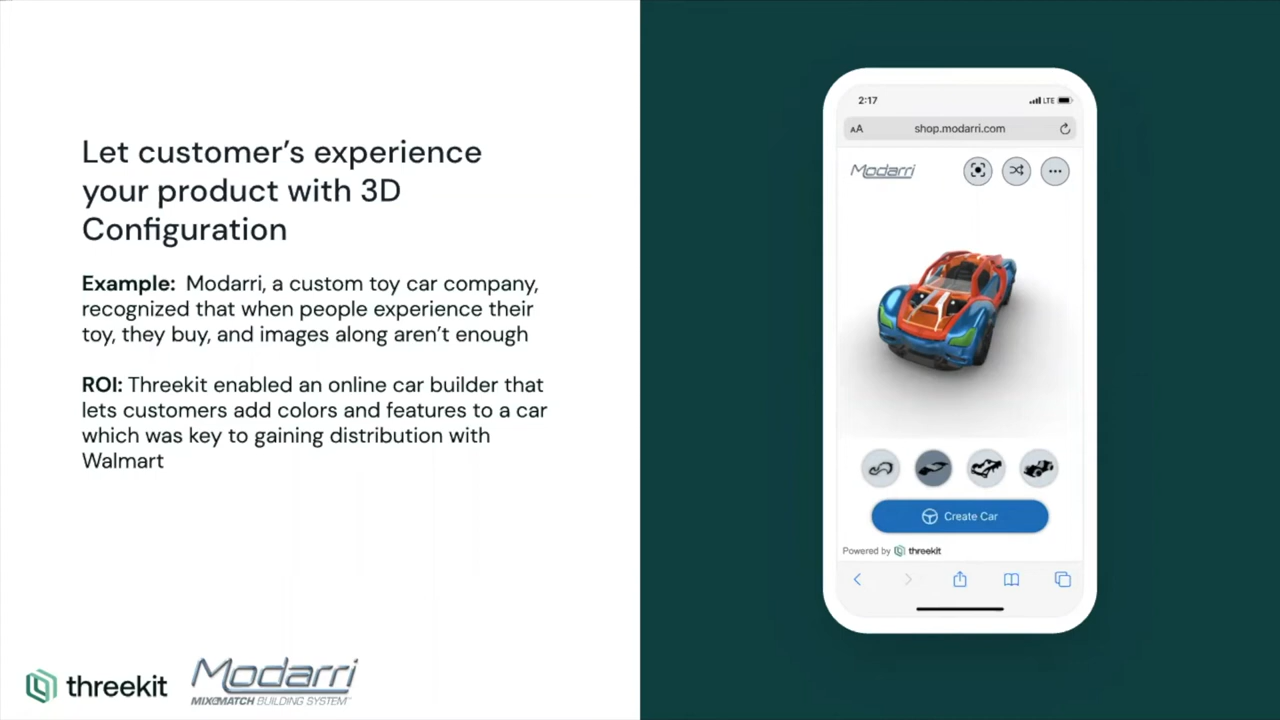 Let customer's experience
your product with 3D
Configuration
Example: Modarri, a custom toy car company,
recognized that when people experience their
toy, they buy, and images along aren't enough
ROI: Threekit enabled an online car builder that
lets customers add colors and features to a car
which was key to gaining distribution with
Walmart
threekit
Modarri
MIX&MATCH BUILDING SYSTEM™
2:17
LTE
AA
shop.modarri.com
Modarri
Create Car
Powered by threekit